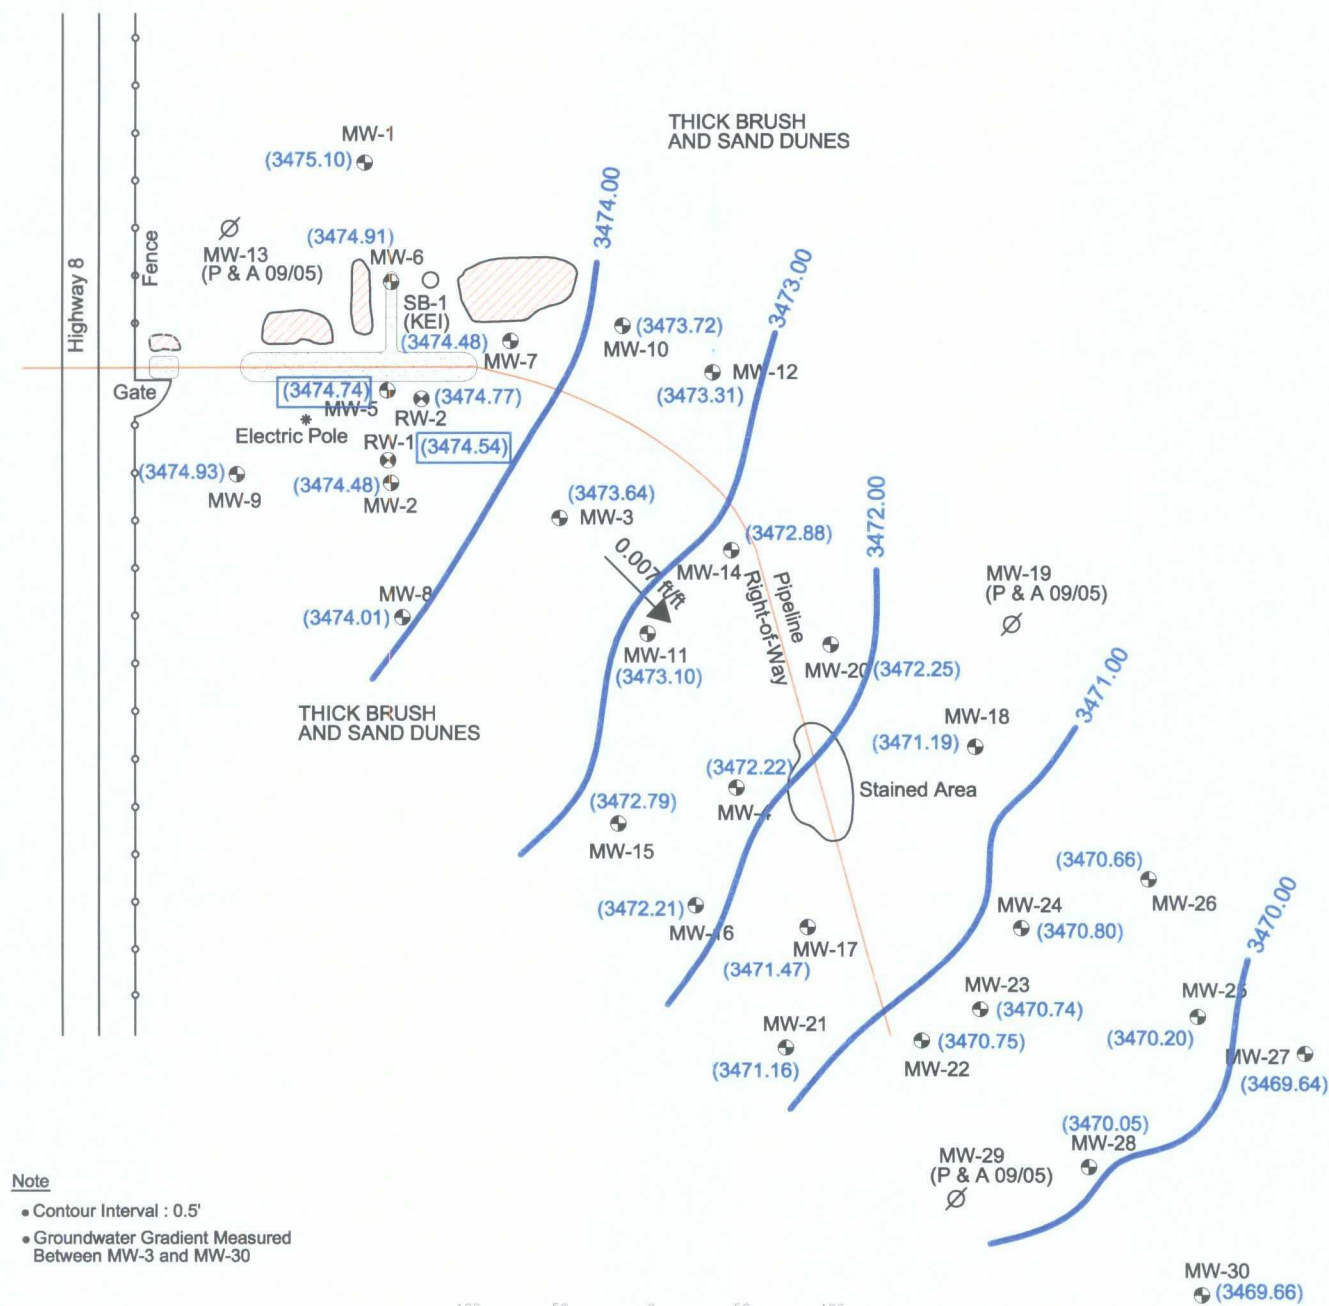 THICK BRUSH
AND SAND DUNES
MW-1
(3475.10)
3474.00
MW-13
(P & A 09/05)
(3474.91)
MW-6
SB-1
(KEI)
(3474.48)
MW-7
3473.00
(3473.72)
MW-10
MW-12
(3473.31)
Highway 8
Fence
Gate
(3474.74)
MW-5
(3474.77)
RW-2
Electric Pole
RW-1
(3474.54)
(3474.93)
MW-9
(3474.48)
MW-2
(3473.64)
MW-3
(3472.88)
MW-14
3472.00
0.007 ft/ft
Pipeline
Right-of-Way
MW-19
(P & A 09/05)
MW-8
(3474.01)
MW-11
(3473.10)
MW-20
(3472.25)
3471.00
THICK BRUSH
AND SAND DUNES
MW-18
(3471.19)
(3472.22)
MW-4
Stained Area
(3472.79)
MW-15
(3470.66)
MW-26
(3472.21)
MW-16
MW-17
(3471.47)
MW-24
(3470.80)
3470.00
MW-23
(3470.74)
MW-25
(3470.20)
MW-21
(3471.16)
(3470.75)
MW-22
MW-27
(3469.64)
(3470.05)
MW-28
MW-29
(P & A 09/05)
Note
• Contour Interval : 0.5'
• Groundwater Gradient Measured
Between MW-3 and MW-30
MW-30
(3469.66)